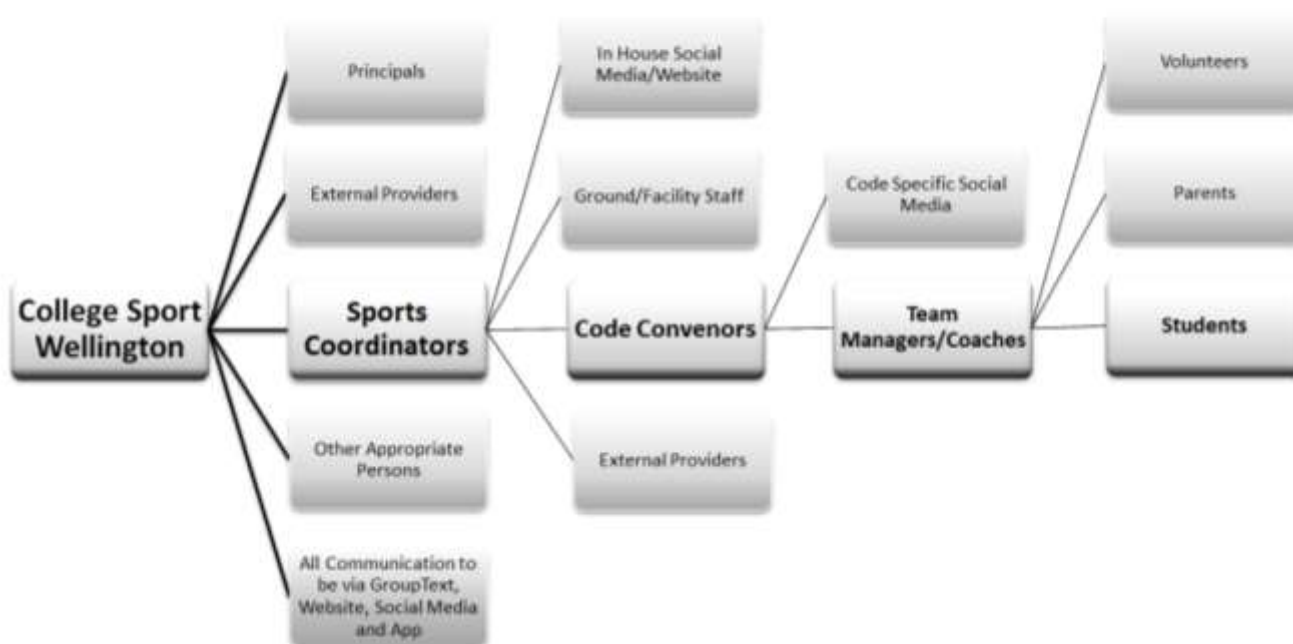 Principals
In House Social
Media/Website
Volunteers
External Providers
Ground/Facility Staff
Code Specific Social
Media
Parents
College Sport
Wellington
Sports
Coordinators
Code Convenors
Team
Managers/Coaches
Students
Other Appropriate
Persons
External Providers
All Communication to
be via GroupText,
Website, Social Media
and App